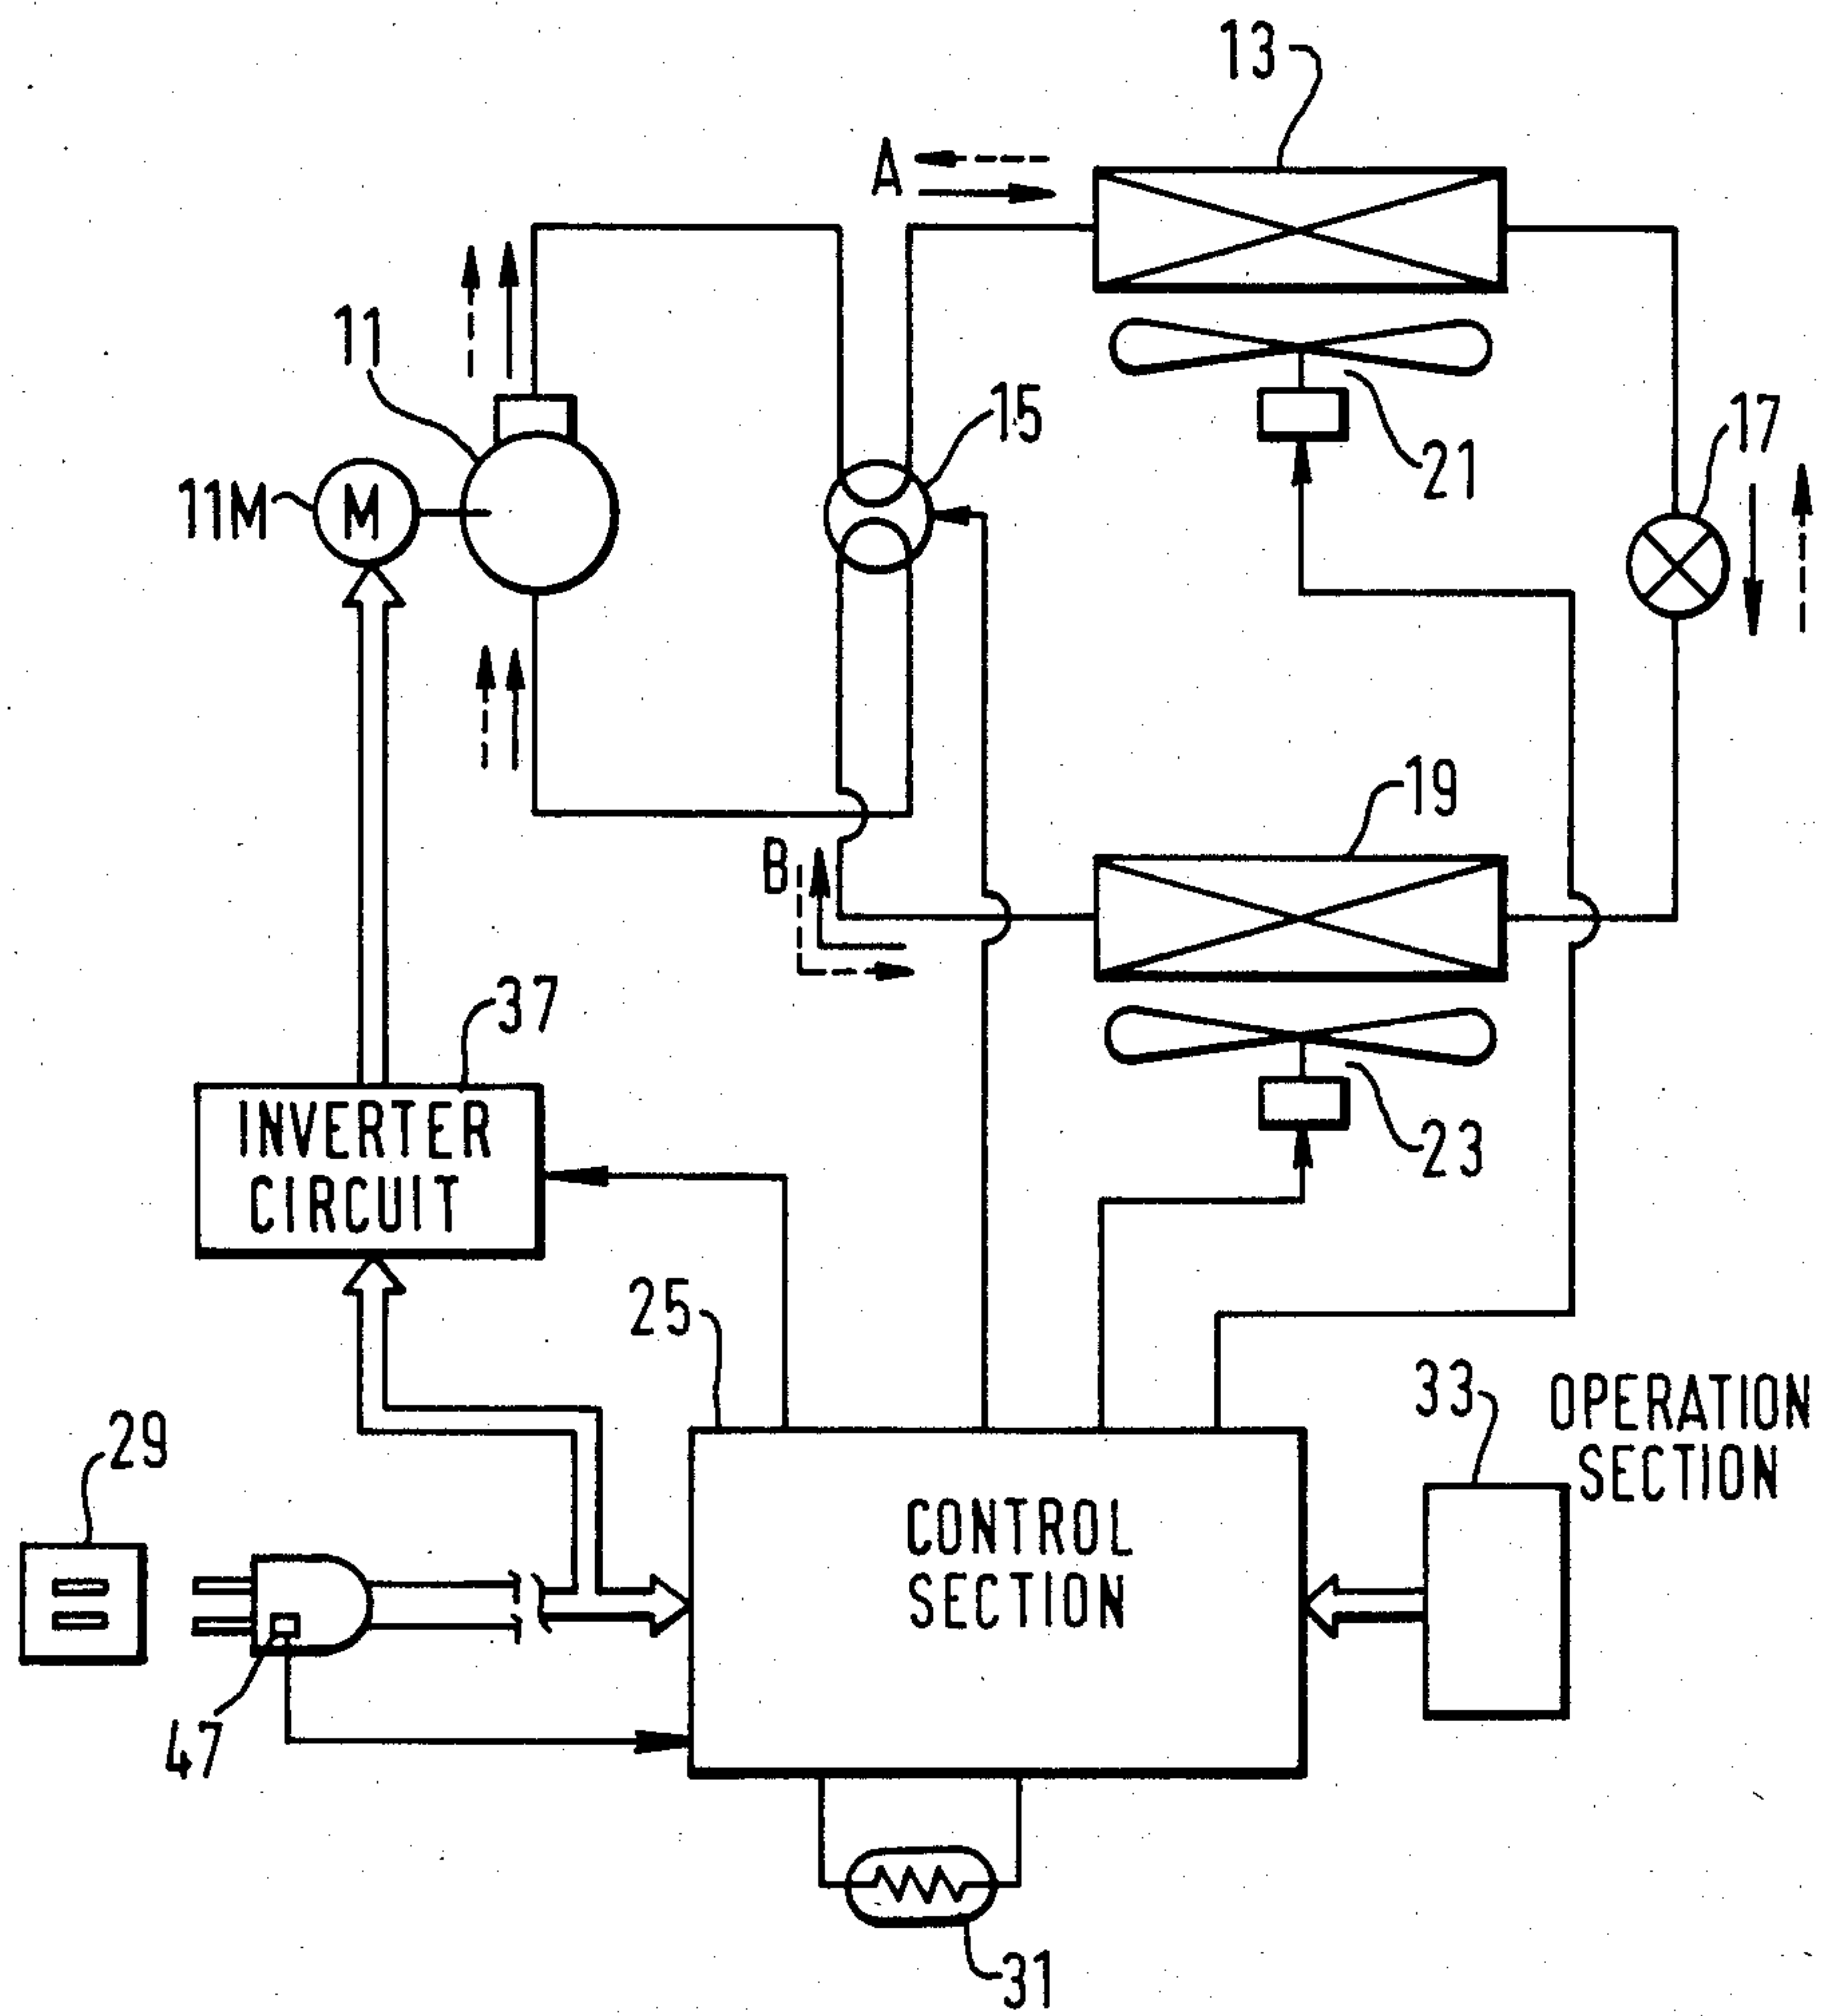 13
A
11
15
21
17
11M
M
19
B
37
23
INVERTER
CIRCUIT
25
33
OPERATION
SECTION
29
CONTROL
SECTION
47
31